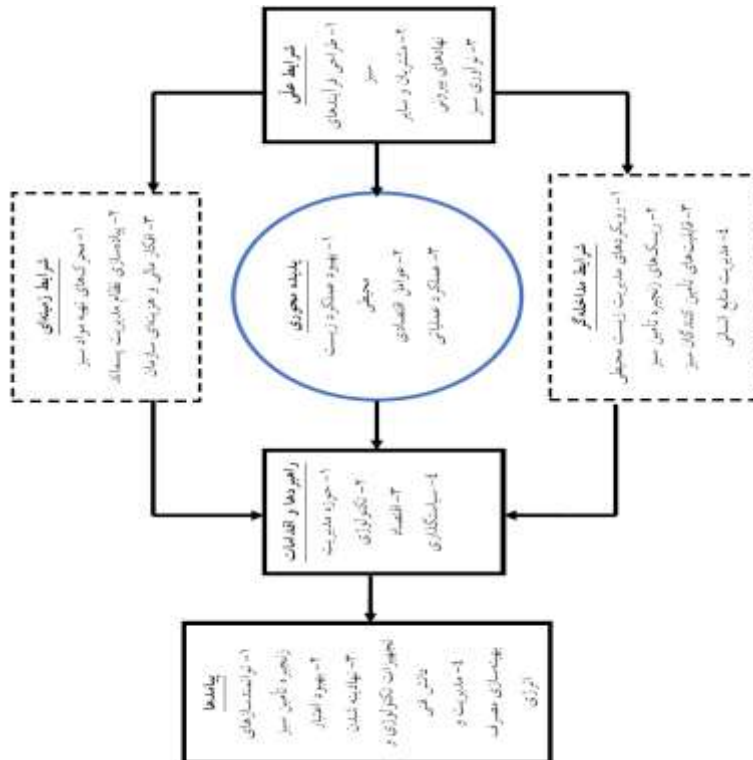 شرایط علّی
۱- طراحی فرآیندهای
سبز
۲- مشتریان و سایر
نهادهای بیرونی
۳- نوآوری سبز
شرایط زمینه‌ای
۱- محرک‌های تهیه مواد سبز
۲- پیاده‌سازی نظام مدیریت پسماند
۳- افکار مالی و هزینه‌ای سازمان
پدیده محوری
۱- بهبود عملکرد زیست
محیطی
۲- عوامل اقتصادی
۳- عملکرد عملیاتی
شرایط مداخله‌گر
۱- رویکردهای مدیریت زیست محیطی
۲- ریسک‌های زنجیره تأمین سبز
۳- قابلیت‌های تأمین کنندگان سبز
۴- مدیریت منابع انسانی
راهبردها و اقدامات
۱- حوزه مدیریت
۲- تکنولوژی
۳- اقتصاد
۴- سیاستگذاری
پیامدها
۱- توانمندسازهای
زنجیره تأمین سبز
۲- بهبود اعتبار
۳- نهادینه شدن
تجهیزات تکنولوژی و
دانش فنی
۴- مدیریت و
بهینه‌سازی مصرف
انرژی